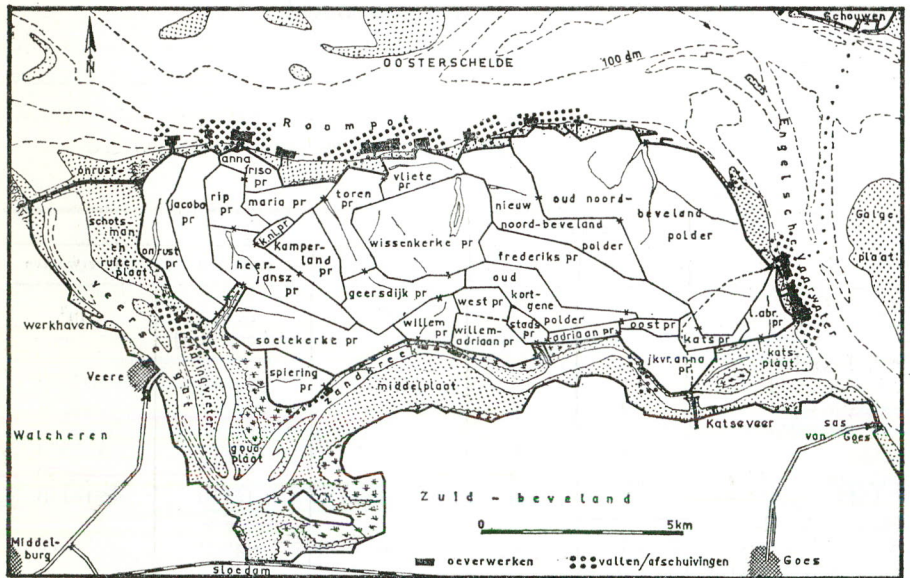 Schouwen
N
OOSTERSCHELDE
100 dm
Roompot
Engelsche Vaarwater
onrust-
anna
friso
pr
vliete
pr
Galge
plaat
schots-
man
en
ruiter
plaat
jacoba
pr
rip
pr
maria pr
toren
pr
nieuw
noord-beveland
polder
oud noord-
beveland
polder
onrust
pr
k.nl.pr
kamper-
land
pr
wissenkerke pr
frederiks pr
heer-
jansz
pr
geersdijk pr
oud
kort-
gene
polder
west pr
l.abr.
pr
veerse gat
werkhaven
soelekerke pr
willem
pr
willem-
adriaan pr
stads
pr
adriaan pr
oost pr
kats pr
Veere
spiering
pr
zandkreek
middelplaat
jkvr.anna
pr
kats-
plaat
Walcheren
goud
plaat
Katseveer
sas
van Goes
Zuid - beveland
0 5km
Middel-
burg
Sloedam
oeverwerken
vallen/afschuivingen
Goes